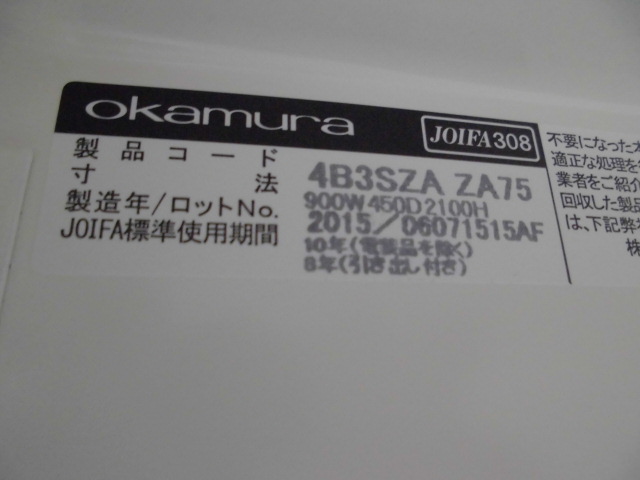 okamura
JOIFA308
製品コード 4B3SZA ZA75
寸法 900W450D2100H
製造年/ロットNo. 2015/06071515AF
JOIFA標準使用期間 10年(電装品を除く)
8年(引き出し付き)
不要になった
適正な処理を
業者をご紹介
回収した製品
は、下記弊
株